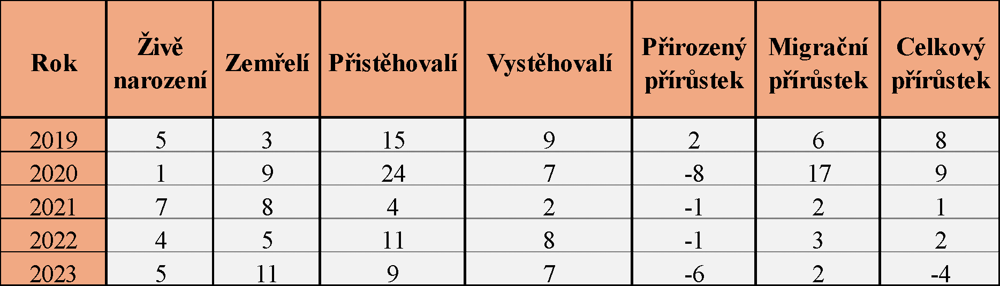 Rok Živě narození Zemřelí Přistěhovalí Vystěhovalí Přirozený přírůstek Migrační přírůstek Celkový přírůstek
2019 5 3 15 9 2 6 8
2020 1 9 24 7 -8 17 9
2021 7 8 4 2 -1 2 1
2022 4 5 11 8 -1 3 2
2023 5 11 9 7 -6 2 -4